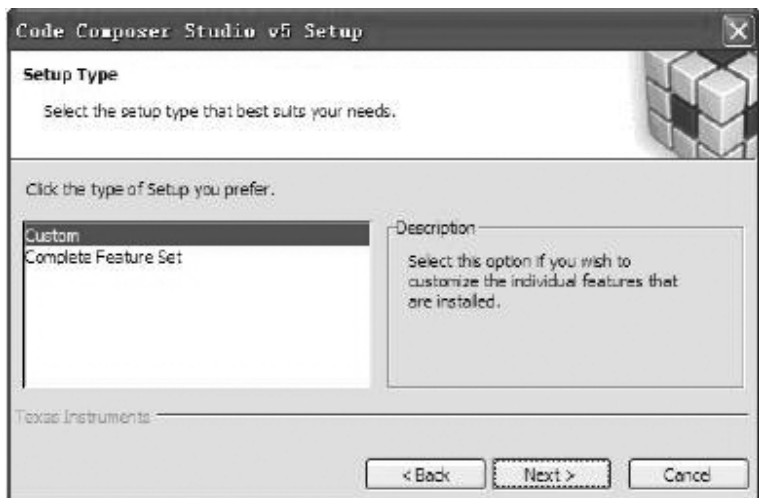 Code Composer Studio v5 Setup
Setup Type
Select the setup type that best suits your needs.
Click the type of Setup you prefer.
Custom
Complete Feature Set
Description
Select this option if you wish to
customize the individual features that
are installed.
Texas Instruments
< Back
Next >
Cancel